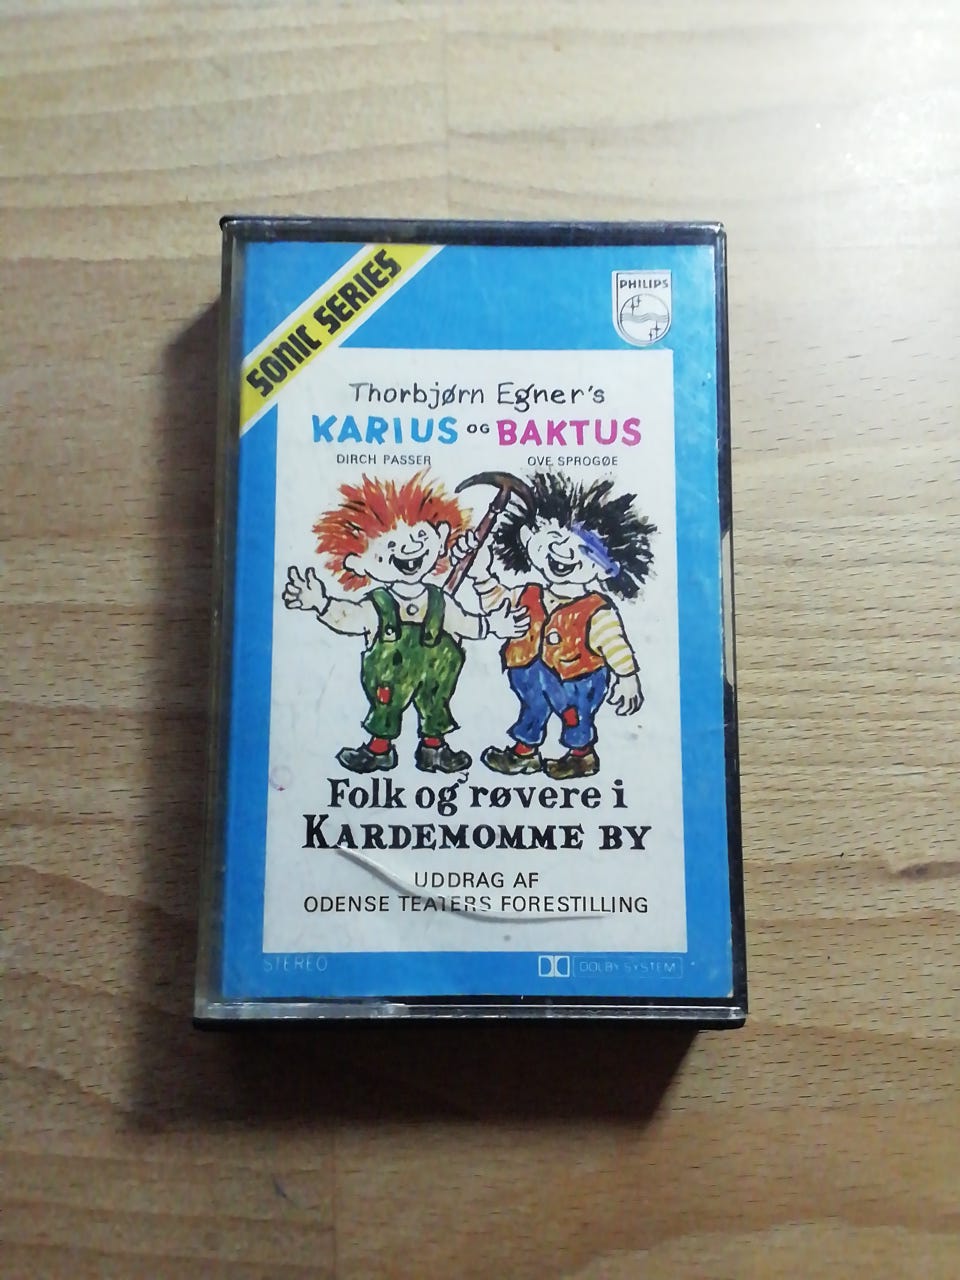 SONIC SERIES
PHILIPS
Thorbjørn Egner's
KARIUS OG BAKTUS
DIRCH PASSER OVE SPROGØE
Folk og røvere i
KARDEMOMME BY
UDDRAG AF
ODENSE TEATERS FORESTILLING
STEREO
DOLBY SYSTEM